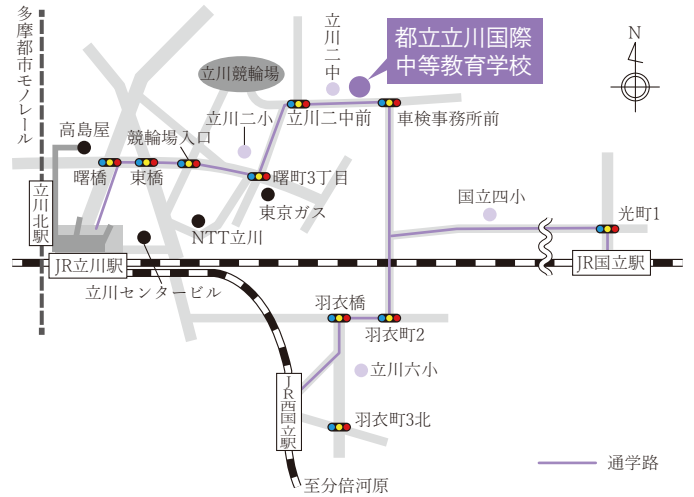 多摩都市モノレール
立川二中
都立立川国際
中等教育学校
N
立川競輪場
高島屋
競輪場入口
立川二小
立川二中前
車検事務所前
曙橋
東橋
曙町3丁目
東京ガス
国立四小
光町1
立川北駅
NTT立川
JR立川駅
立川センタービル
JR国立駅
羽衣橋
羽衣町2
立川六小
JR西国立駅
羽衣町3北
通学路
至分倍河原